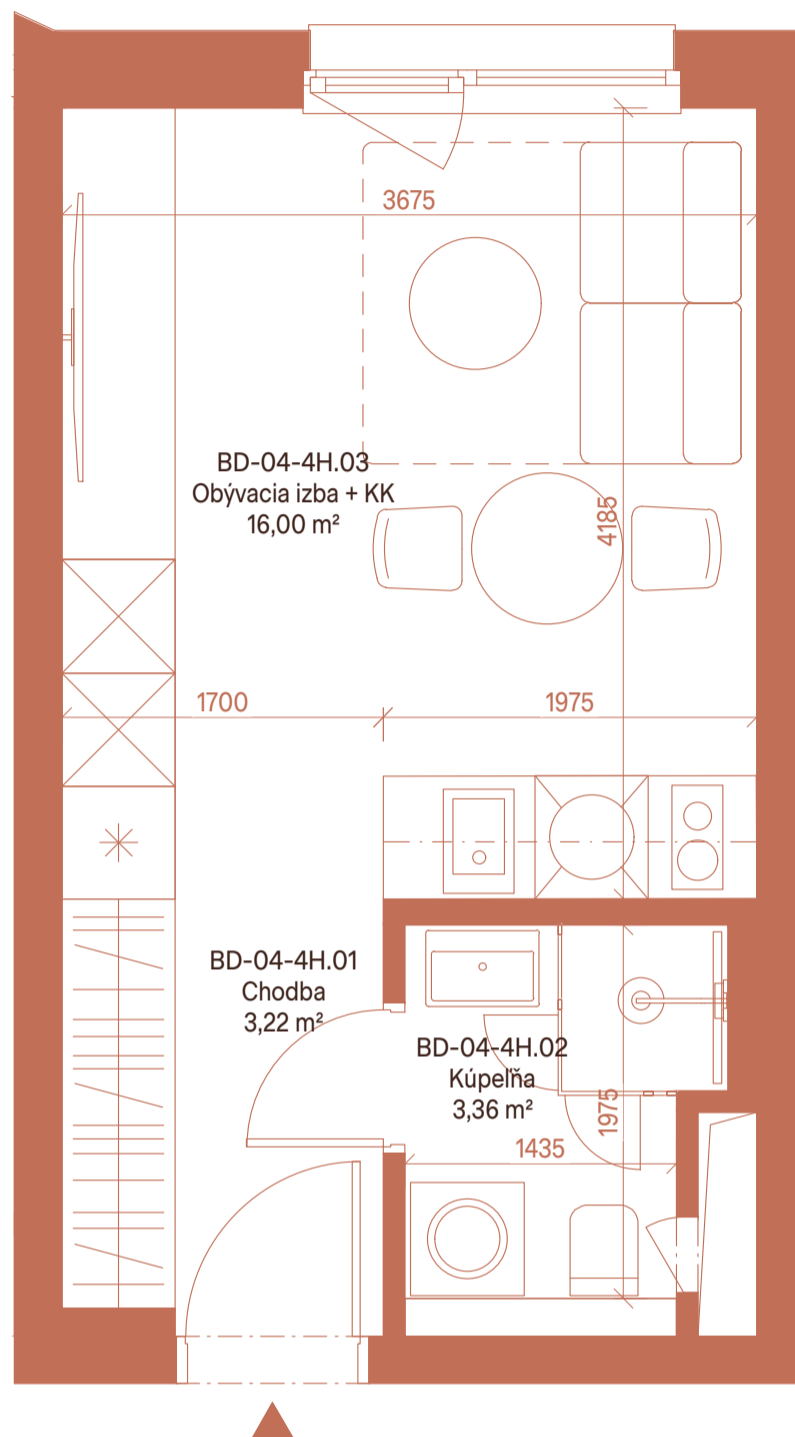 3675
BD-04-4H.03
Obývacia izba + KK
16,00 m²
4185
1700
1975
BD-04-4H.01
Chodba
3,22 m²
BD-04-4H.02
Kúpeľňa
3,36 m²
1975
1435